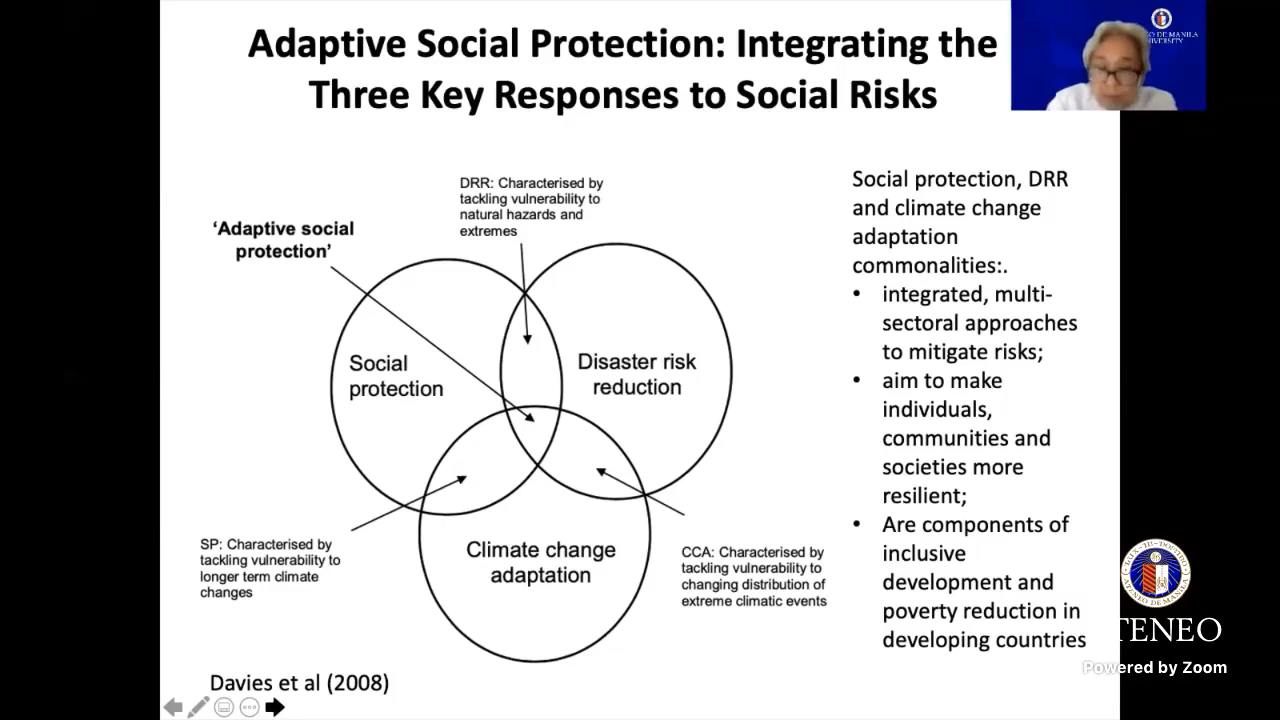 Adaptive Social Protection: Integrating the
Three Key Responses to Social Risks
DE MANILA
DRR: Characterised by
tackling vulnerability to
natural hazards and
extremes
‘Adaptive social
protection’
Social
protection
Disaster risk
reduction
SP: Characterised by
tackling vulnerability to
longer term climate
changes
Climate change
adaptation
CCA: Characterised by
tackling vulnerability to
changing distribution of
extreme climatic events
Davies et al (2008)
Social protection, DRR
and climate change
adaptation
commonalities:.
• integrated, multi-
sectoral approaches
to mitigate risks;
• aim to make
individuals,
communities and
societies more
resilient;
• Are components of
inclusive
development and
poverty reduction in
developing countries
TENEO
Powered by Zoom